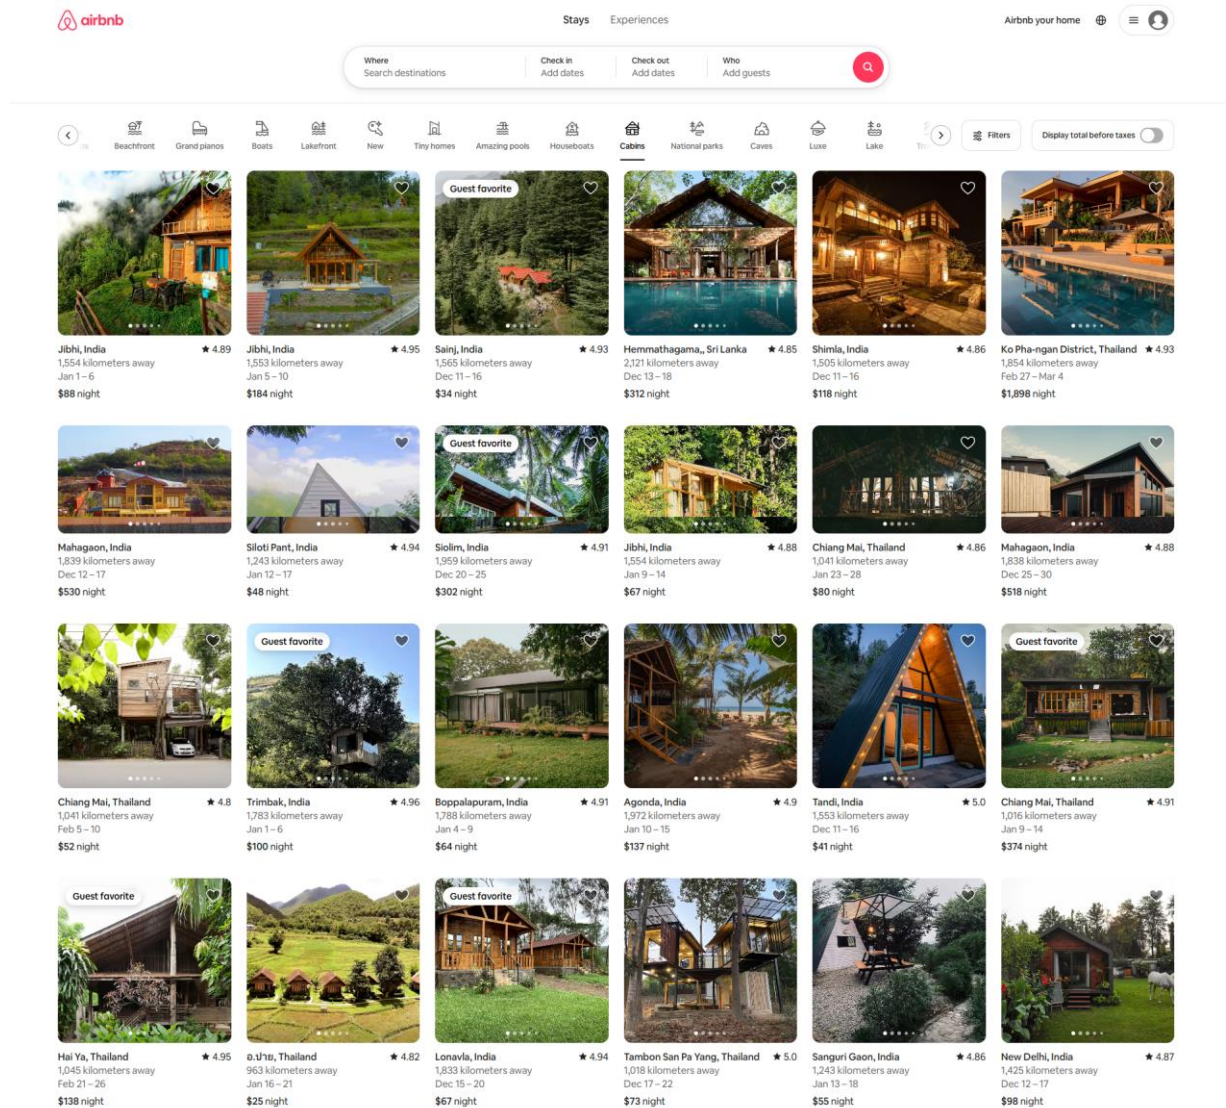 airbnb
Stays Experiences
Airbnb your home
Where
Search destinations
Check in
Add dates
Check out
Add dates
Who
Add guests
Beachfront
Grand pianos
Boats
Lakefront
New
Tiny homes
Amazing pools
Houseboats
Cabins
National parks
Caves
Luxe
Lake
Filters
Display total before taxes
Jibhi, India ★ 4.89
1,554 kilometers away
Jan 1 – 6
$88 night
Jibhi, India ★ 4.95
1,553 kilometers away
Jan 5 – 10
$184 night
Guest favorite
Sainj, India ★ 4.93
1,565 kilometers away
Dec 11 – 16
$34 night
Hemmathagama,, Sri Lanka ★ 4.85
2,121 kilometers away
Dec 13 – 18
$312 night
Shimla, India ★ 4.86
1,505 kilometers away
Dec 11 – 16
$118 night
Ko Pha-ngan District, Thailand ★ 4.93
1,854 kilometers away
Feb 27 – Mar 4
$1,898 night
Mahagaon, India
1,839 kilometers away
Dec 12 – 17
$530 night
Siloti Pant, India ★ 4.94
1,243 kilometers away
Jan 12 – 17
$48 night
Guest favorite
Siolim, India ★ 4.91
1,959 kilometers away
Dec 20 – 25
$302 night
Jibhi, India ★ 4.88
1,554 kilometers away
Jan 9 – 14
$67 night
Chiang Mai, Thailand ★ 4.86
1,041 kilometers away
Jan 23 – 28
$80 night
Mahagaon, India ★ 4.88
1,838 kilometers away
Dec 25 – 30
$518 night
Chiang Mai, Thailand ★ 4.8
1,041 kilometers away
Feb 5 – 10
$52 night
Guest favorite
Trimbak, India ★ 4.96
1,783 kilometers away
Jan 1 – 6
$100 night
Boppalapuram, India ★ 4.91
1,788 kilometers away
Jan 4 – 9
$64 night
Agonda, India ★ 4.9
1,972 kilometers away
Jan 10 – 15
$137 night
Tandi, India ★ 5.0
1,553 kilometers away
Dec 11 – 16
$41 night
Guest favorite
Chiang Mai, Thailand ★ 4.91
1,016 kilometers away
Jan 9 – 14
$374 night
Guest favorite
Hai Ya, Thailand ★ 4.95
1,045 kilometers away
Feb 21 – 26
$138 night
อ.ปาย, Thailand ★ 4.82
963 kilometers away
Jan 16 – 21
$25 night
Guest favorite
Lonavla, India ★ 4.94
1,833 kilometers away
Dec 15 – 20
$67 night
Tambon San Pa Yang, Thailand ★ 5.0
1,018 kilometers away
Dec 17 – 22
$73 night
Sanguri Gaon, India ★ 4.86
1,243 kilometers away
Jan 13 – 18
$55 night
New Delhi, India ★ 4.87
1,425 kilometers away
Dec 12 – 17
$98 night